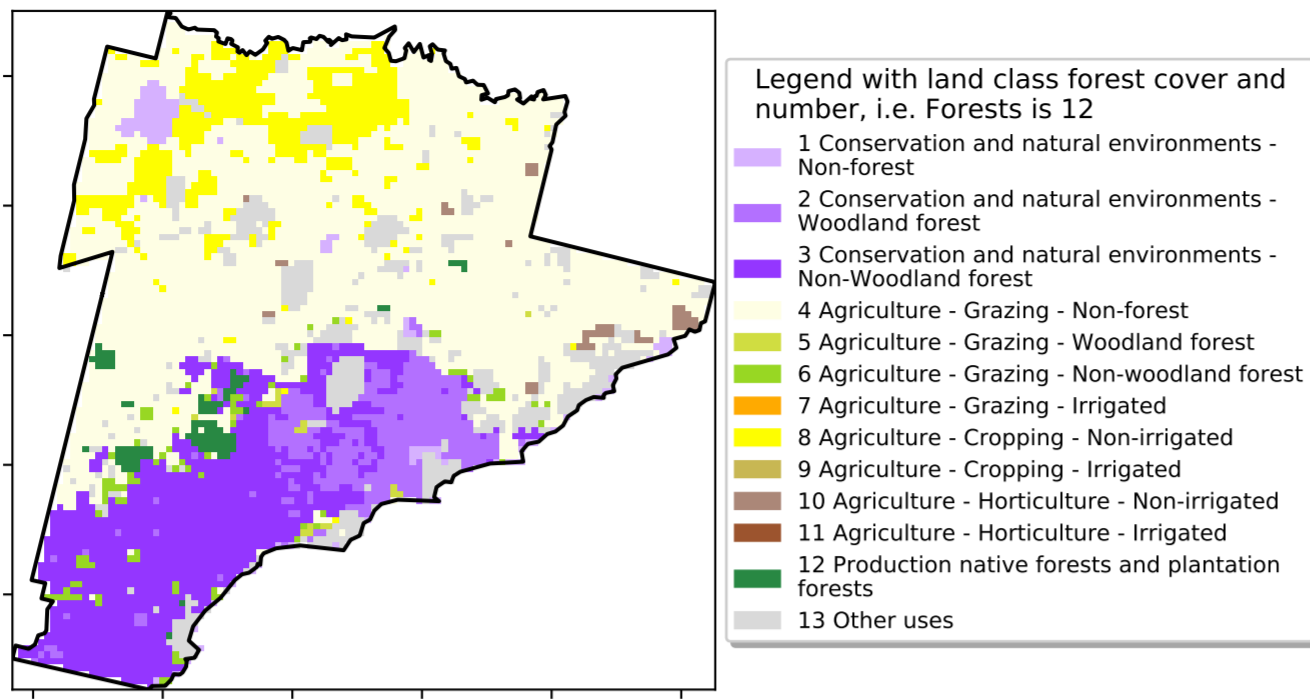 Legend with land class forest cover and
number, i.e. Forests is 12
1 Conservation and natural environments -
Non-forest
2 Conservation and natural environments -
Woodland forest
3 Conservation and natural environments -
Non-Woodland forest
4 Agriculture - Grazing - Non-forest
5 Agriculture - Grazing - Woodland forest
6 Agriculture - Grazing - Non-woodland forest
7 Agriculture - Grazing - Irrigated
8 Agriculture - Cropping - Non-irrigated
9 Agriculture - Cropping - Irrigated
10 Agriculture - Horticulture - Non-irrigated
11 Agriculture - Horticulture - Irrigated
12 Production native forests and plantation
forests
13 Other uses